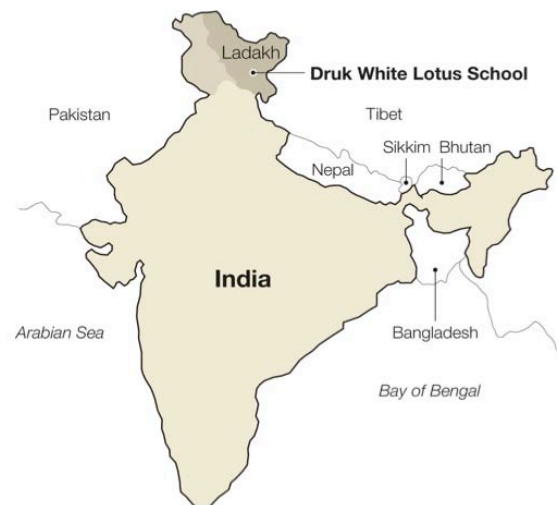 Ladakh
Druk White Lotus School
Pakistan
Tibet
Sikkim Bhutan
Nepal
India
Arabian Sea
Bangladesh
Bay of Bengal